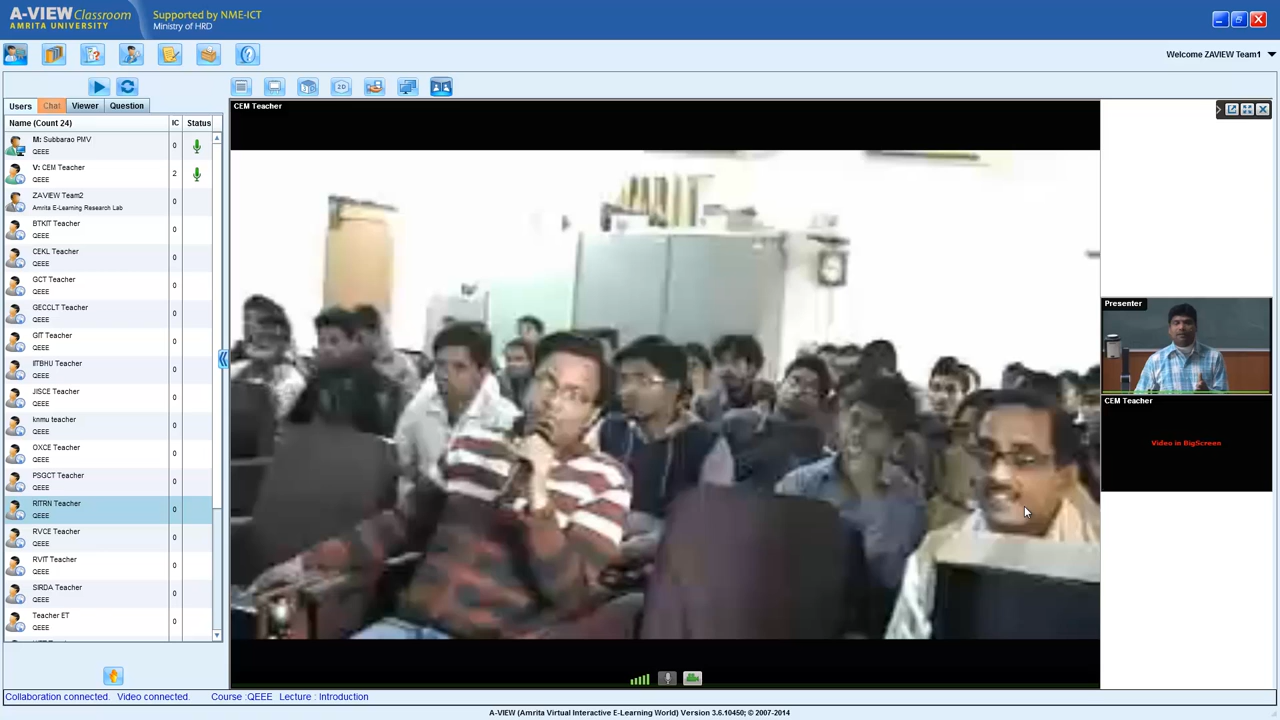 A-VIEW Classroom
AMRITA UNIVERSITY
Supported by NME-ICT
Ministry of HRD
Welcome ZAVIEW Team1
Users Chat Viewer Question
Name (Count 24) IC Status
M: Subbarao PMV
QEEE
0
V: CEM Teacher
QEEE
2
ZAVIEW Team2
Amrita E-Learning Research Lab
0
BTKIT Teacher
QEEE
0
CEKL Teacher
QEEE
0
GCT Teacher
QEEE
0
GECCLT Teacher
QEEE
0
GIT Teacher
QEEE
0
IITBHU Teacher
QEEE
0
JISCE Teacher
QEEE
0
knmu teacher
QEEE
0
OXCE Teacher
QEEE
0
PSGCT Teacher
QEEE
0
RITRN Teacher
QEEE
0
RVCE Teacher
QEEE
0
RVIT Teacher
QEEE
0
SIRDA Teacher
QEEE
0
Teacher ET
QEEE
0
2D
CEM Teacher
Presenter
CEM Teacher
Video in BigScreen
Collaboration connected. Video connected. Course :QEEE Lecture : Introduction
A-VIEW (Amrita Virtual Interactive E-Learning World) Version 3.6.10450; © 2007-2014